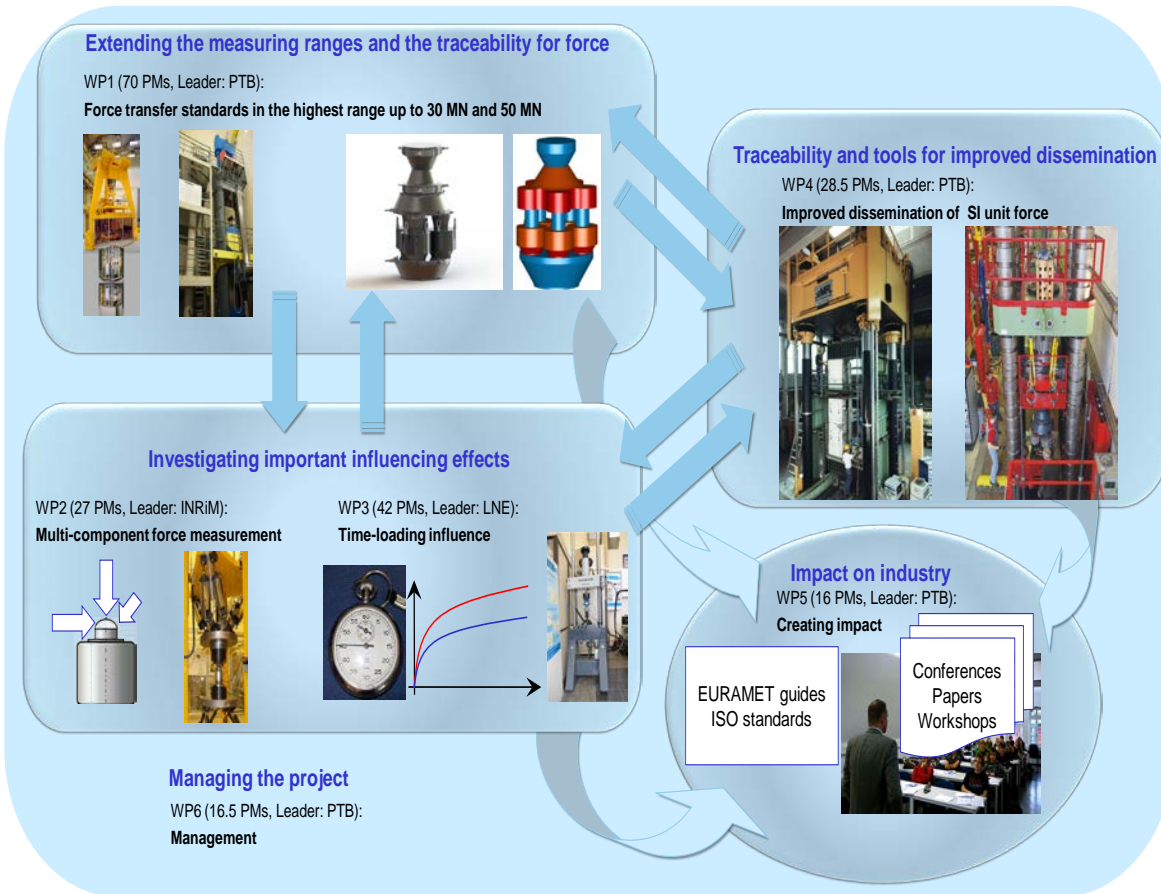 Extending the measuring ranges and the traceability for force
WP1 (70 PMs, Leader: PTB):
Force transfer standards in the highest range up to 30 MN and 50 MN
Traceability and tools for improved dissemination
WP4 (28.5 PMs, Leader: PTB):
Improved dissemination of SI unit force
Investigating important influencing effects
WP2 (27 PMs, Leader: INRiM):
Multi-component force measurement
WP3 (42 PMs, Leader: LNE):
Time-loading influence
Impact on industry
WP5 (16 PMs, Leader: PTB):
Creating impact
EURAMET guides
ISO standards
Conferences
Papers
Workshops
Managing the project
WP6 (16.5 PMs, Leader: PTB):
Management